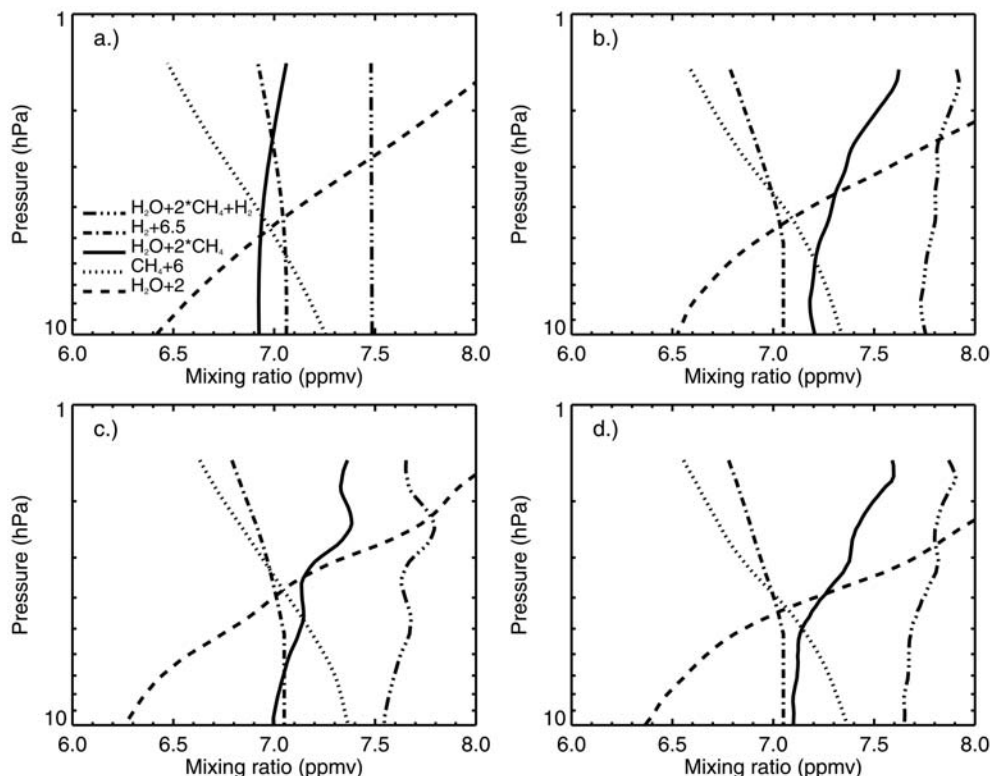 1
a.)
Pressure (hPa)
H₂O+2*CH₄+H₂
H₂+6.5
H₂O+2*CH₄
CH₄+6
H₂O+2
10
6.0 6.5 7.0 7.5 8.0
Mixing ratio (ppmv)
1
b.)
Pressure (hPa)
10
6.0 6.5 7.0 7.5 8.0
Mixing ratio (ppmv)
1
c.)
Pressure (hPa)
10
6.0 6.5 7.0 7.5 8.0
Mixing ratio (ppmv)
1
d.)
Pressure (hPa)
10
6.0 6.5 7.0 7.5 8.0
Mixing ratio (ppmv)